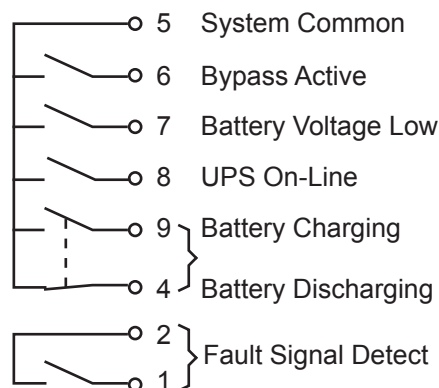 5 System Common
6 Bypass Active
7 Battery Voltage Low
8 UPS On-Line
9 Battery Charging
4 Battery Discharging
2
Fault Signal Detect
1